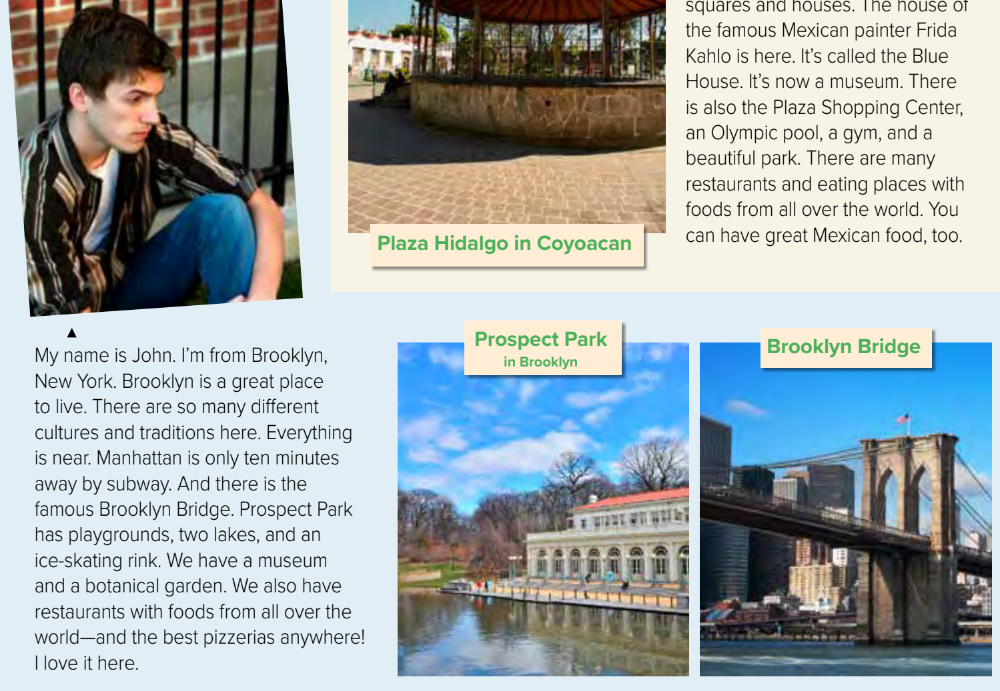 squares and houses. The house of
the famous Mexican painter Frida
Kahlo is here. It’s called the Blue
House. It’s now a museum. There
is also the Plaza Shopping Center,
an Olympic pool, a gym, and a
beautiful park. There are many
restaurants and eating places with
foods from all over the world. You
can have great Mexican food, too.
Plaza Hidalgo in Coyoacan
▲
My name is John. I’m from Brooklyn,
New York. Brooklyn is a great place
to live. There are so many different
cultures and traditions here. Everything
is near. Manhattan is only ten minutes
away by subway. And there is the
famous Brooklyn Bridge. Prospect Park
has playgrounds, two lakes, and an
ice-skating rink. We have a museum
and a botanical garden. We also have
restaurants with foods from all over the
world—and the best pizzerias anywhere!
I love it here.
Prospect Park
in Brooklyn
Brooklyn Bridge